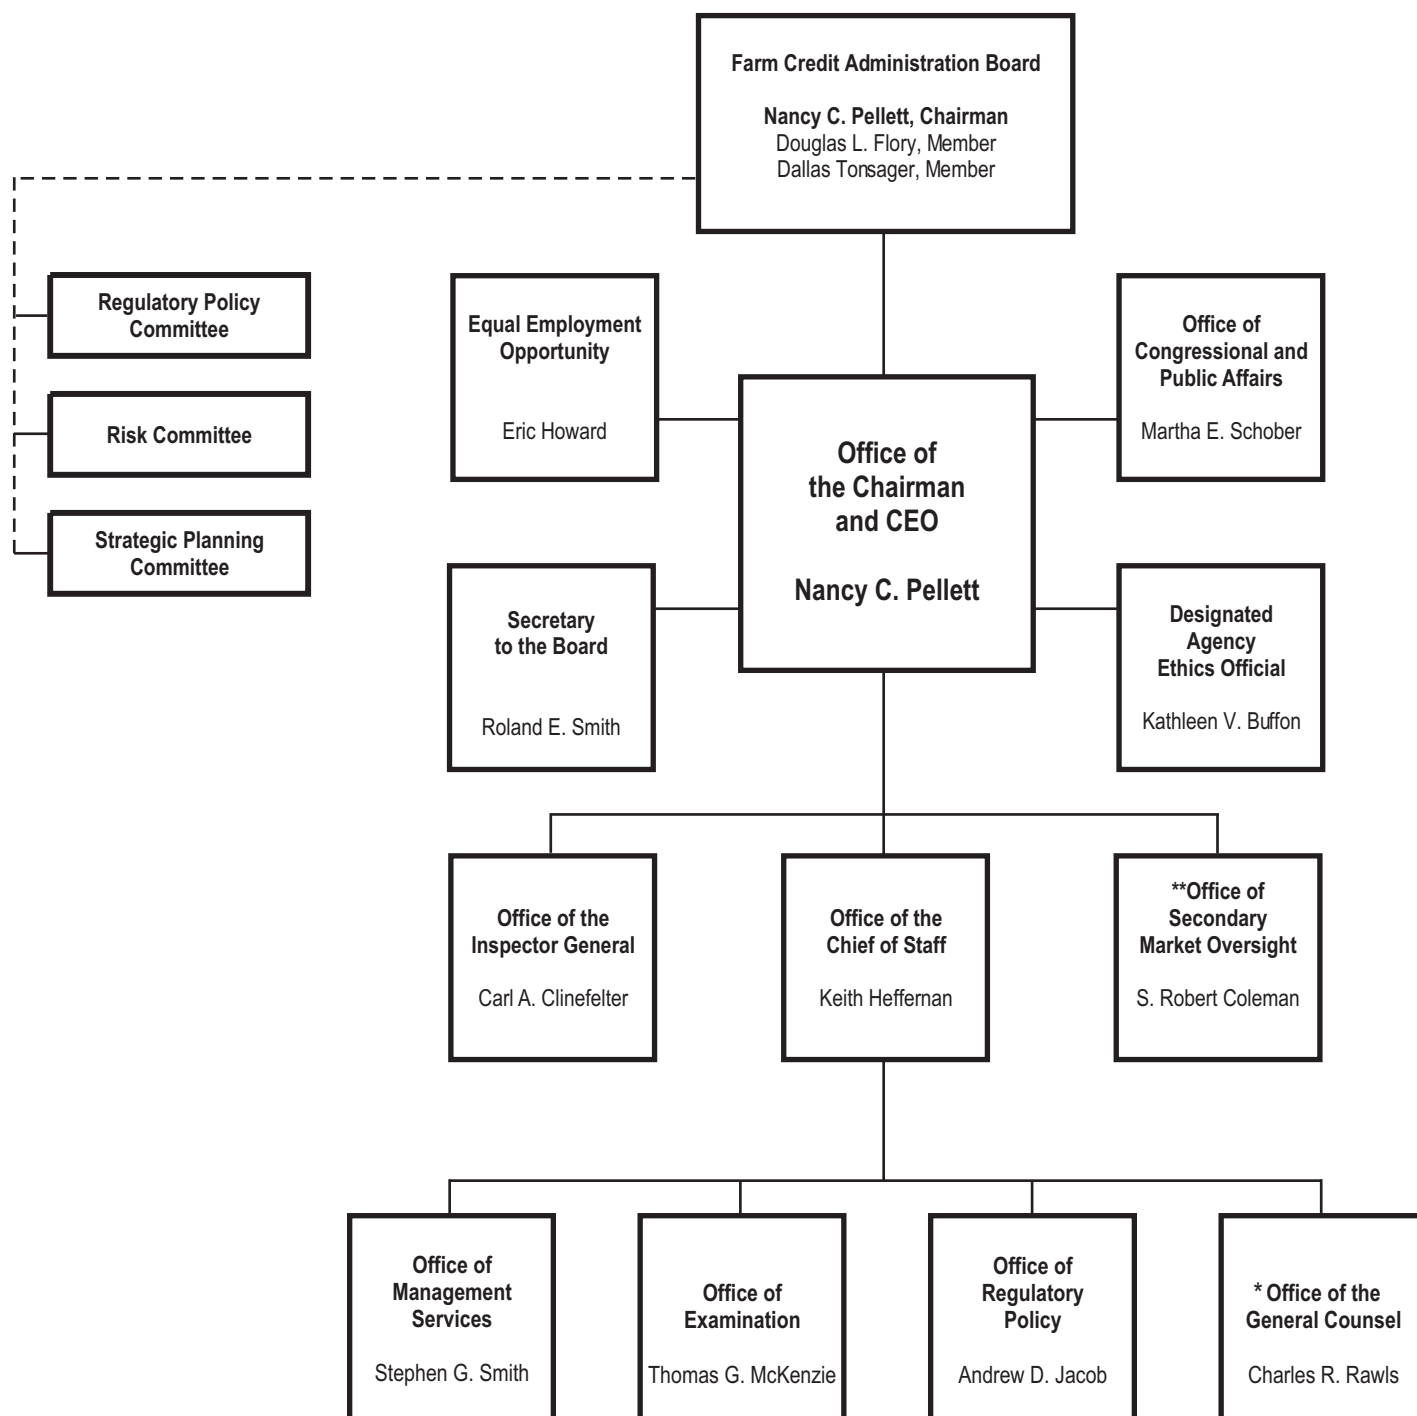 Farm Credit Administration Board
Nancy C. Pellett, Chairman
Douglas L. Flory, Member
Dallas Tonsager, Member
Regulatory Policy
Committee
Risk Committee
Strategic Planning
Committee
Equal Employment
Opportunity
Eric Howard
Office of
Congressional and
Public Affairs
Martha E. Schober
Office of
the Chairman
and CEO
Nancy C. Pellett
Secretary
to the Board
Roland E. Smith
Designated
Agency
Ethics Official
Kathleen V. Buffon
Office of the
Inspector General
Carl A. Clinefelter
Office of the
Chief of Staff
Keith Heffernan
**Office of
Secondary
Market Oversight
S. Robert Coleman
Office of
Management
Services
Stephen G. Smith
Office of
Examination
Thomas G. McKenzie
Office of
Regulatory
Policy
Andrew D. Jacob
* Office of the
General Counsel
Charles R. Rawls